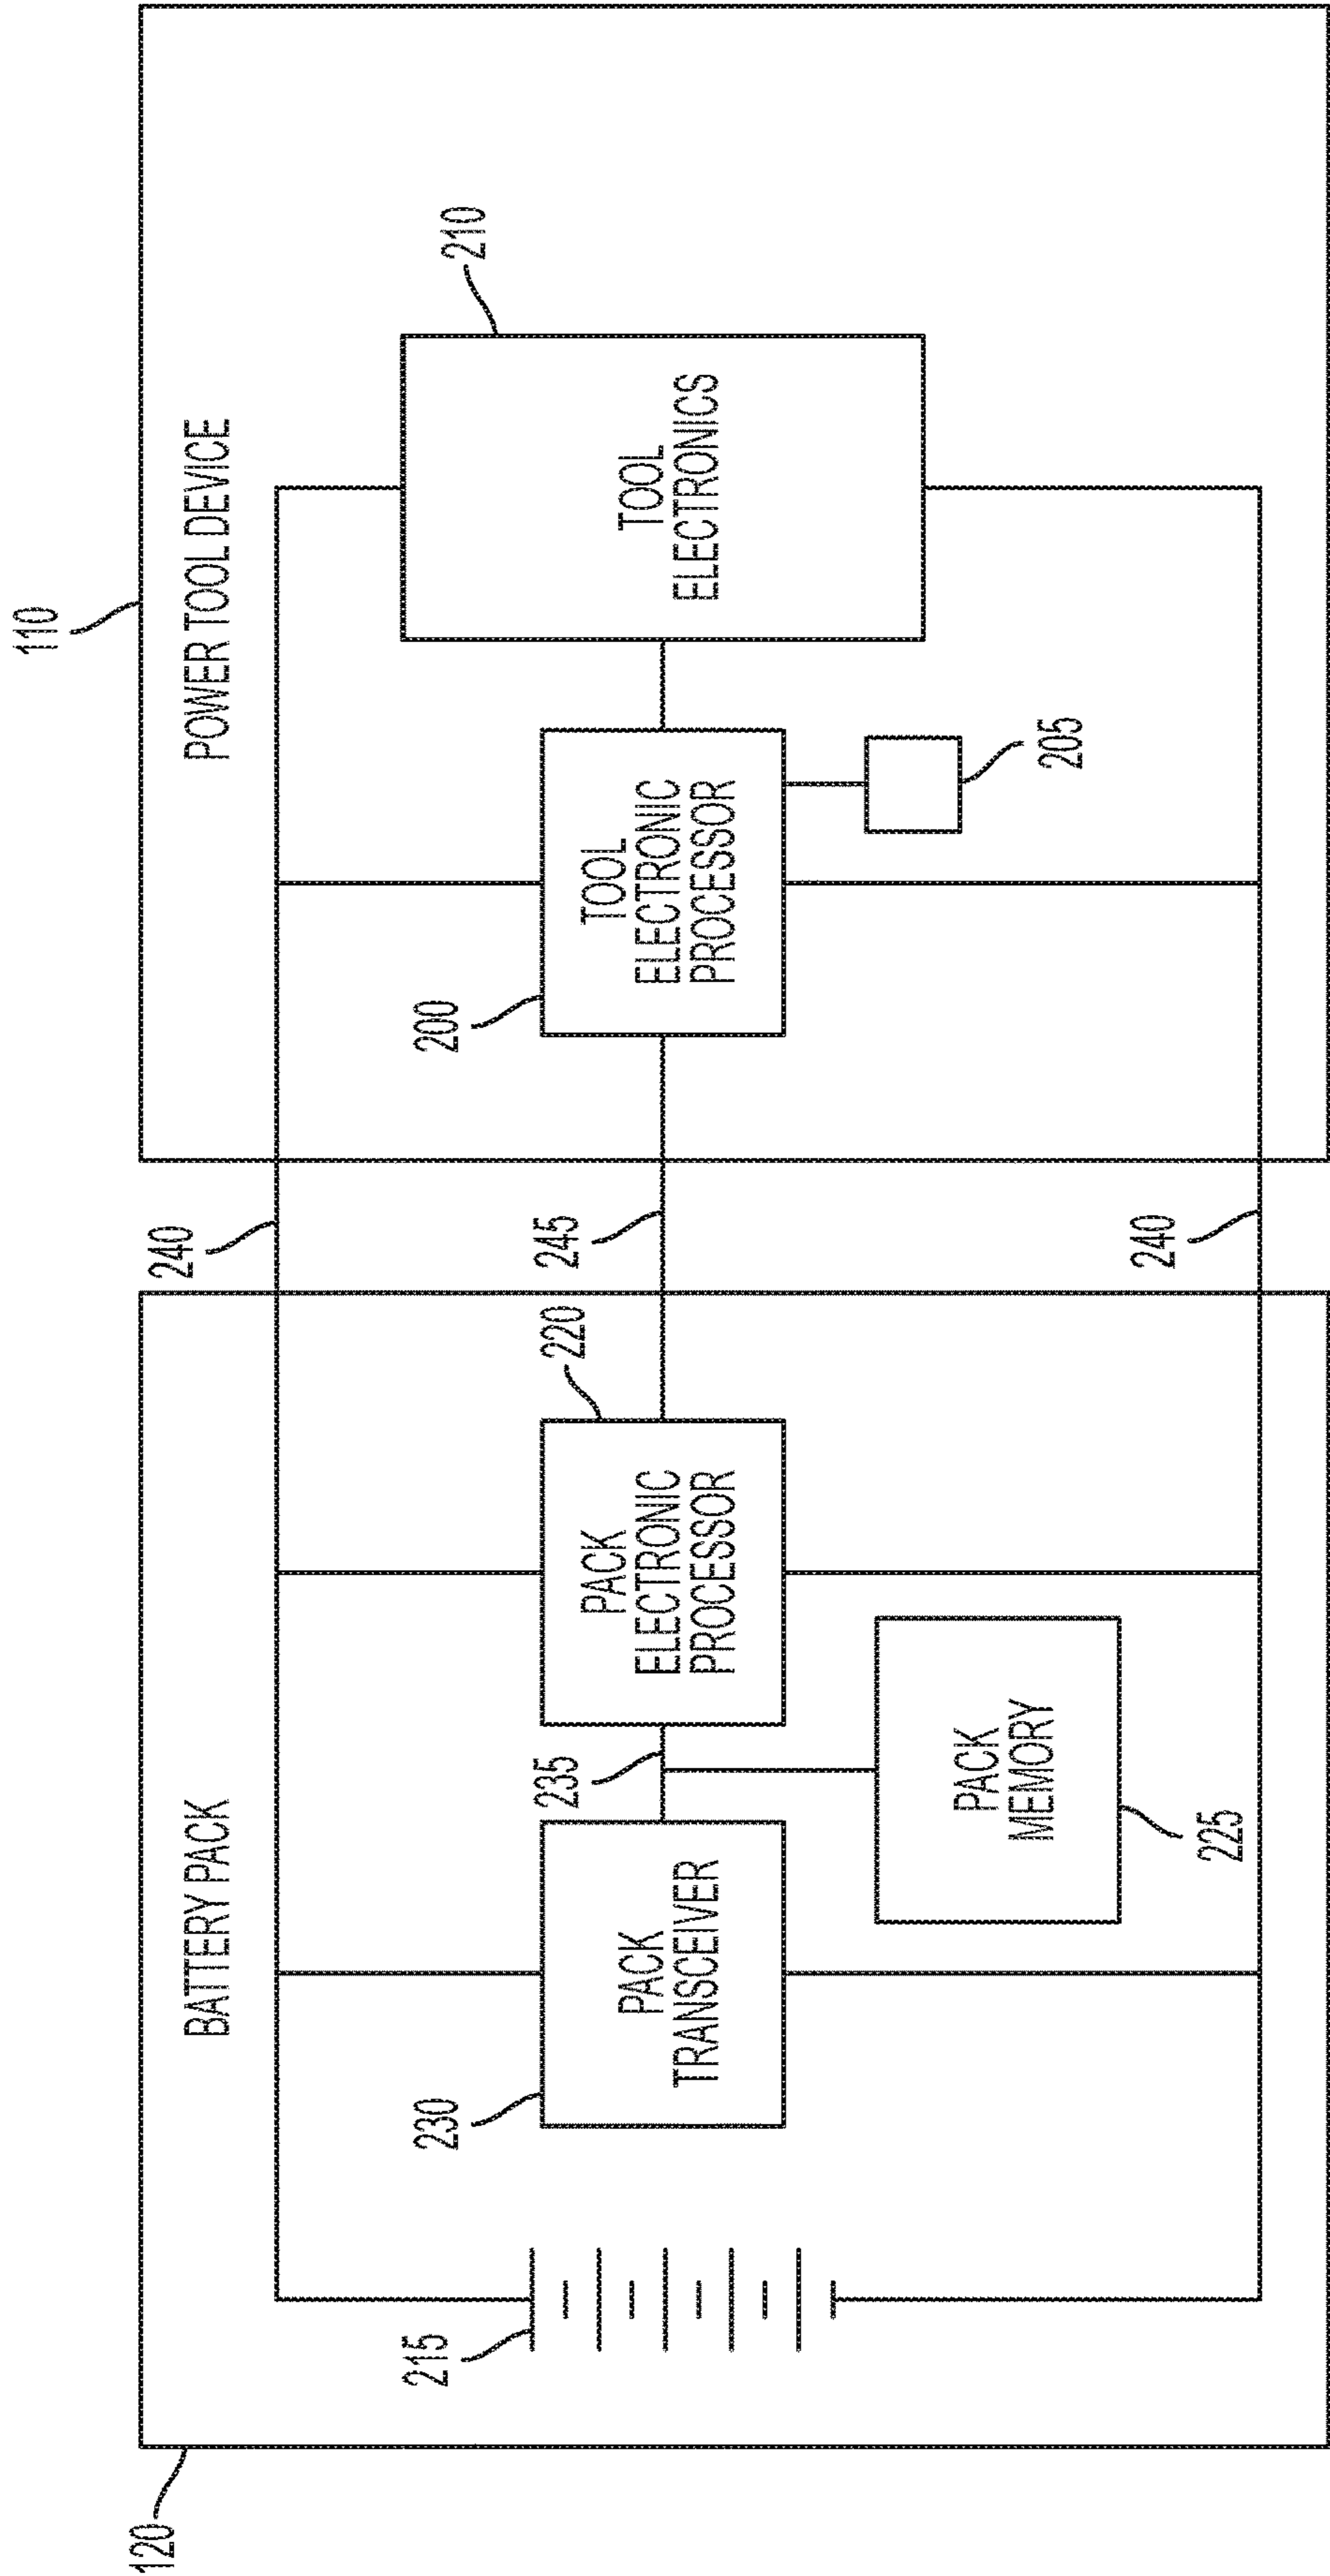 110
120
BATTERY PACK
POWER TOOL DEVICE
215
230
PACK
TRANSCEIVER
235
PACK
ELECTRONIC
PROCESSOR
220
PACK
MEMORY
225
240
245
240
200
TOOL
ELECTRONIC
PROCESSOR
205
TOOL
ELECTRONICS
210